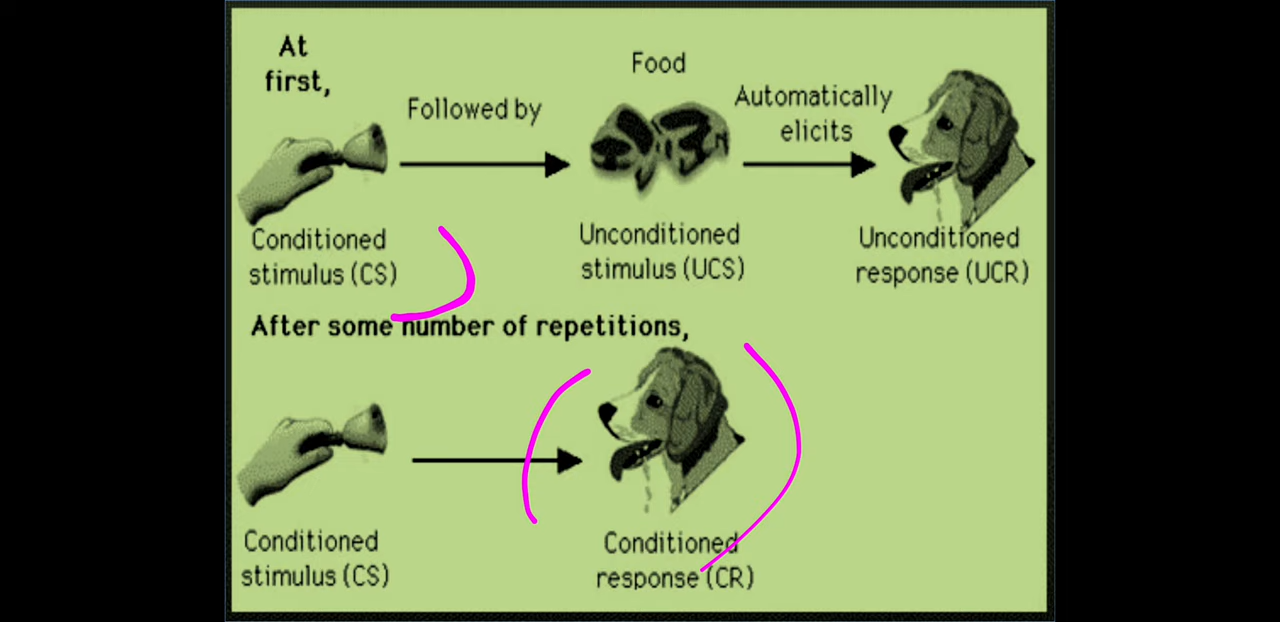 At
first,
Food
Followed by
Automatically
elicits
Conditioned
stimulus (CS)
Unconditioned
stimulus (UCS)
Unconditioned
response (UCR)
After some number of repetitions,
Conditioned
stimulus (CS)
Conditioned
response (CR)